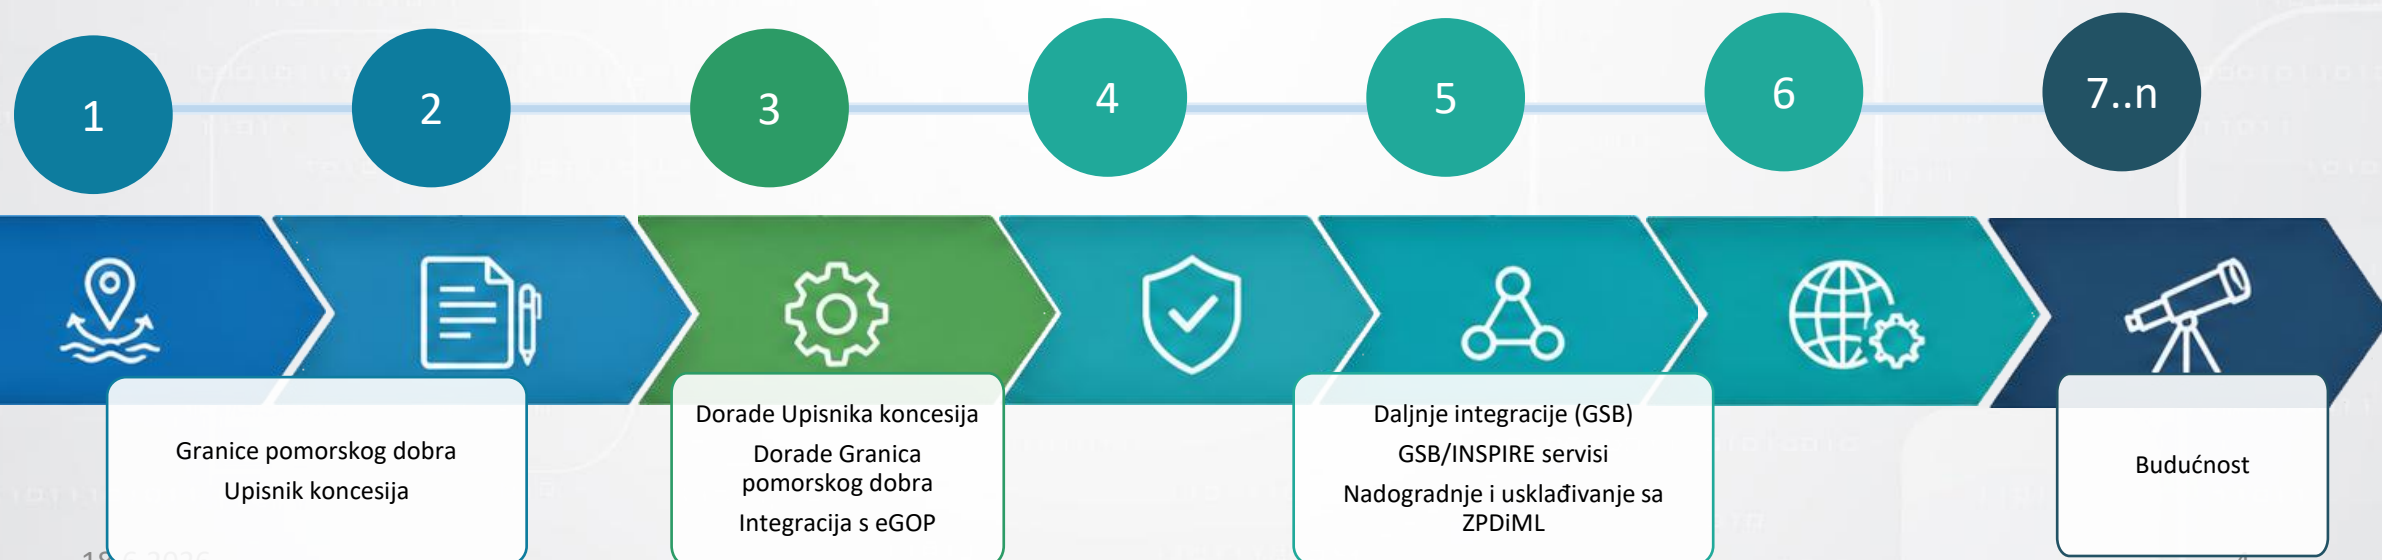 1
2
3
4
5
6
7..n
Granice pomorskog dobra
Upisnik koncesija
Dorade Upisnika koncesija
Dorade Granica
pomorskog dobra
Integracija s eGOP
Daljnje integracije (GSB)
GSB/INSPIRE servisi
Nadogradnje i usklađivanje sa
ZPDiML
Budućnost